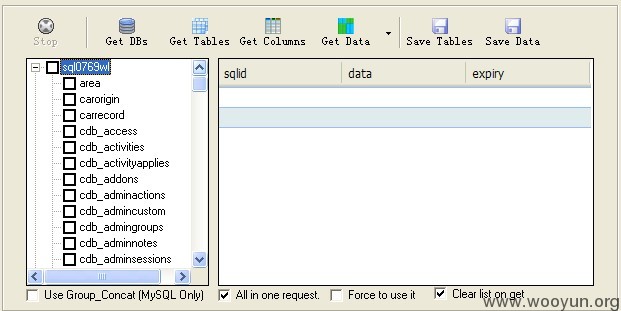 Stop Get DBs Get Tables Get Columns Get Data Save Tables Save Data
sql0769wl
area
carorigin
carrecord
cdb_access
cdb_activities
cdb_activityapplies
cdb_addons
cdb_adminactions
cdb_admincustom
cdb_admingroups
cdb_adminnotes
cdb_adminsessions
sqlid data expiry
Use Group_Concat (MySQL Only) All in one request. Force to use it Clear list on get
www.wooyun.org